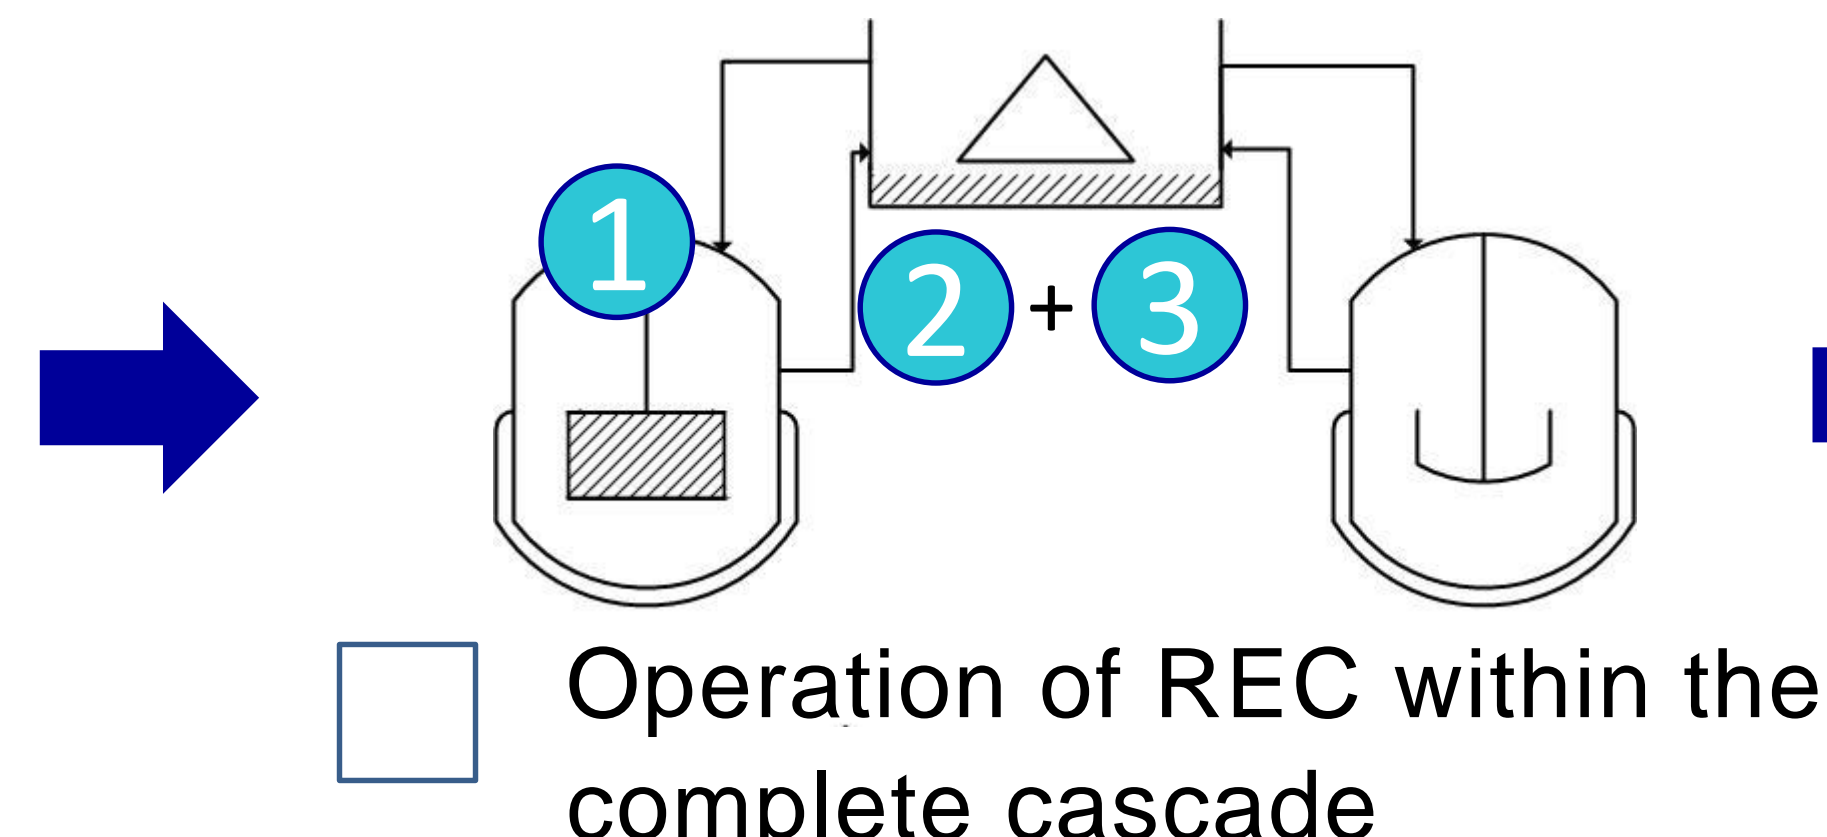 1
2 + 3
Operation of REC within the
complete cascade